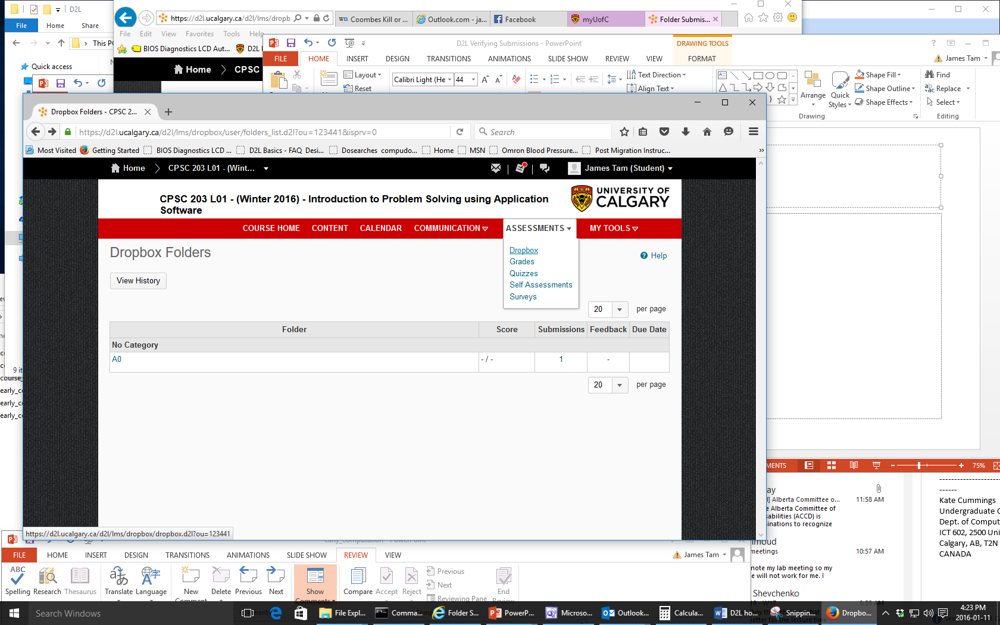 D2L
File Home Share
This PC
Quick access
https://d2l.ucalgary.ca/d2l/lms/dropb
Coombes Kill or ...
Outlook.com - ja...
Facebook
myUofC
Folder Submis...
File Edit View Favorites Tools Help
BIOS Diagnostics LCD Aut...
Home CPSC
D2L Verifying Submissions - PowerPoint
DRAWING TOOLS
FILE HOME INSERT DESIGN TRANSITIONS ANIMATIONS SLIDE SHOW REVIEW VIEW FORMAT
James Tam
Layout
Reset
Calibri Light (He
44
Text Direction
Align Text
Arrange
Quick Styles
Shape Fill
Shape Outline
Shape Effects
Drawing
Find
Replace
Select
Editing
Dropbox Folders - CPSC 2...
https://d2l.ucalgary.ca/d2l/lms/dropbox/user/folders_list.d2l?ou=123441&isprv=0
Search
Most Visited Getting Started BIOS Diagnostics LCD ... D2L Basics - FAQ Desi... Dosearches compudo... Home MSN Omron Blood Pressure... Post Migration Instruc...
Home CPSC 203 L01 - (Wint...
James Tam (Student)
CPSC 203 L01 - (Winter 2016) - Introduction to Problem Solving using Application
Software
UNIVERSITY OF
CALGARY
COURSE HOME CONTENT CALENDAR COMMUNICATION ASSESSMENTS MY TOOLS
Dropbox
Grades
Quizzes
Self Assessments
Surveys
Dropbox Folders
Help
View History
20 per page
Folder Score Submissions Feedback Due Date
No Category
A0 - / - 1 -
20 per page
https://d2l.ucalgary.ca/d2l/lms/dropbox/dropbox.d2l?ou=123441
9 it
course_
early_c
early_c
early_c
75%
11:58 AM
l] Alberta Committee o...
e Alberta Committee of
sabilities (ACCD) is
inations to recognize
meetings 10:57 AM
note my lab meeting so my
e will not work for me. I
Shevchenko
Kate Cummings
Undergraduate
Dept. of Comput
ICT 602, 2500 Uni
Calgary, AB, T2N
CANADA
FILE HOME INSERT DESIGN TRANSITIONS ANIMATIONS SLIDE SHOW REVIEW VIEW
James Tam
Spelling Research Thesaurus
Translate Language
New Comment
Delete Previous Next
Show Comments
Compare Accept Reject
Previous
Next
Reviewing Pane
End Review
Search Windows
File Expl... Comma... Folder S... PowerP... Microso... Outlook... Calcula... D2L ho... Snippin... Dropbo...
4:23 PM
2016-01-11